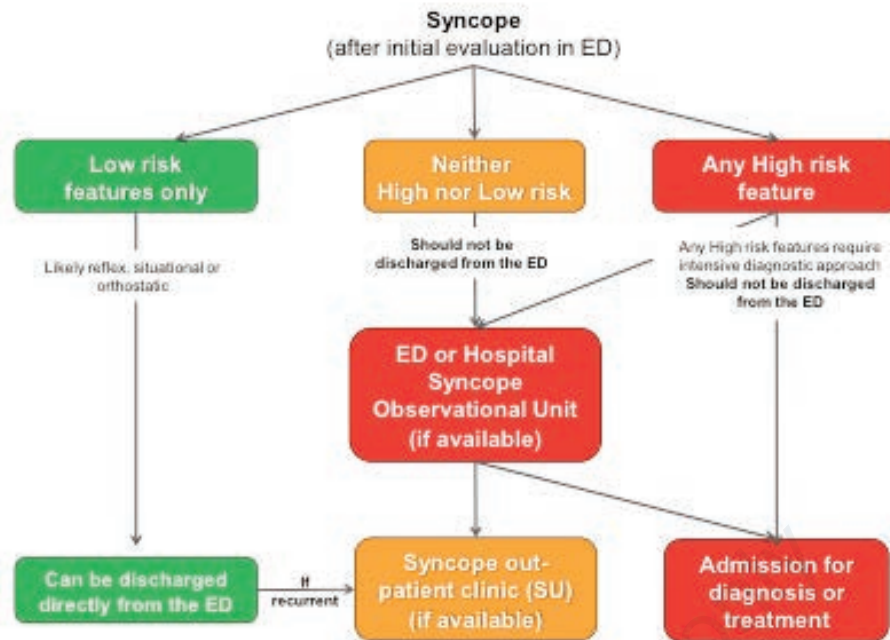 Syncope
(after initial evaluation in ED)
Low risk
features only
Neither
High nor Low risk
Any High risk
feature
Likely reflex, situational or
orthostatic
Should not be
discharged from the ED
Any High risk features require
intensive diagnostic approach
Should not be discharged
from the ED
ED or Hospital
Syncope
Observational Unit
(if available)
Can be discharged
directly from the ED
If
recurrent
Syncope out-
patient clinic (SU)
(if available)
Admission for
diagnosis or
treatment